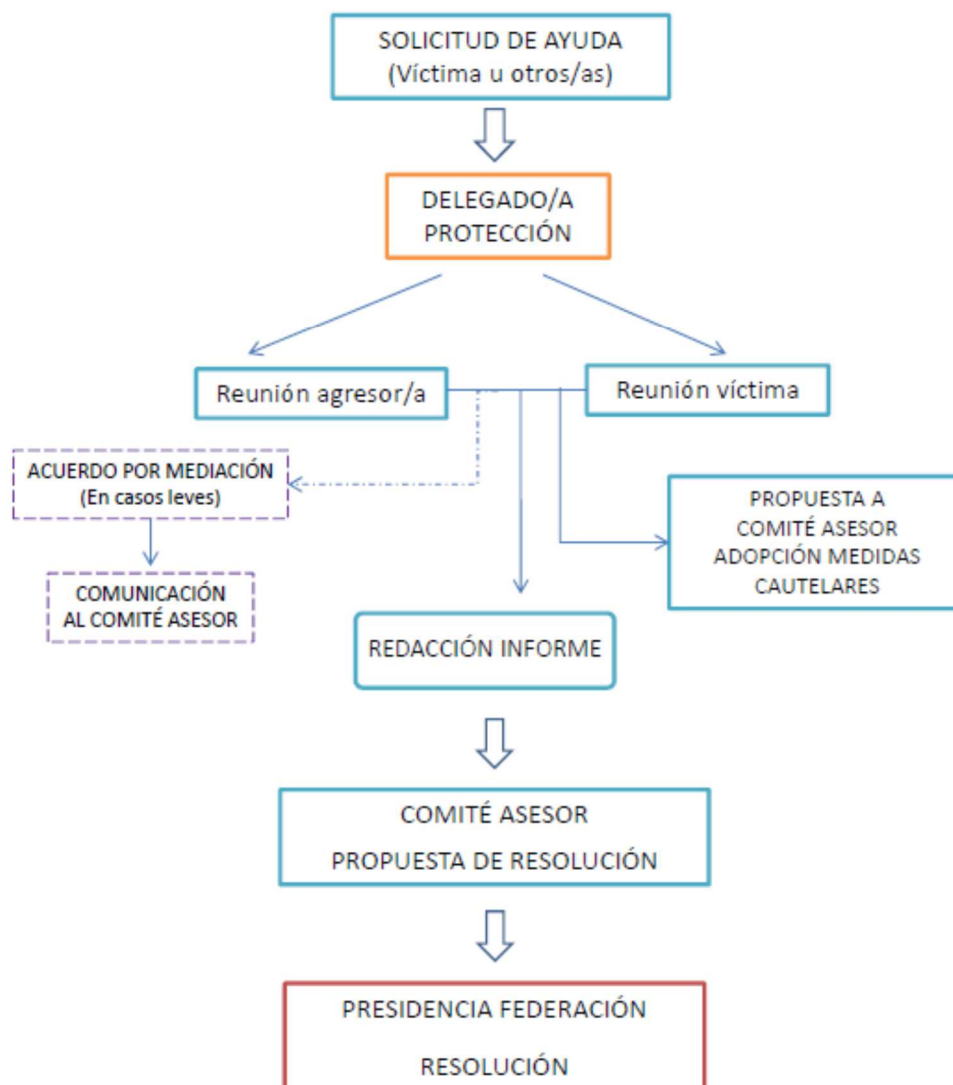 SOLICITUD DE AYUDA
(Víctima u otros/as)
DELEGADO/A
PROTECCIÓN
Reunión agresor/a
Reunión víctima
ACUERDO POR MEDIACIÓN
(En casos leves)
PROPUESTA A
COMITÉ ASESOR
ADOPCIÓN MEDIDAS
CAUTELARES
COMUNICACIÓN
AL COMITÉ ASESOR
REDACCIÓN INFORME
COMITÉ ASESOR
PROPUESTA DE RESOLUCIÓN
PRESIDENCIA FEDERACIÓN
RESOLUCIÓN